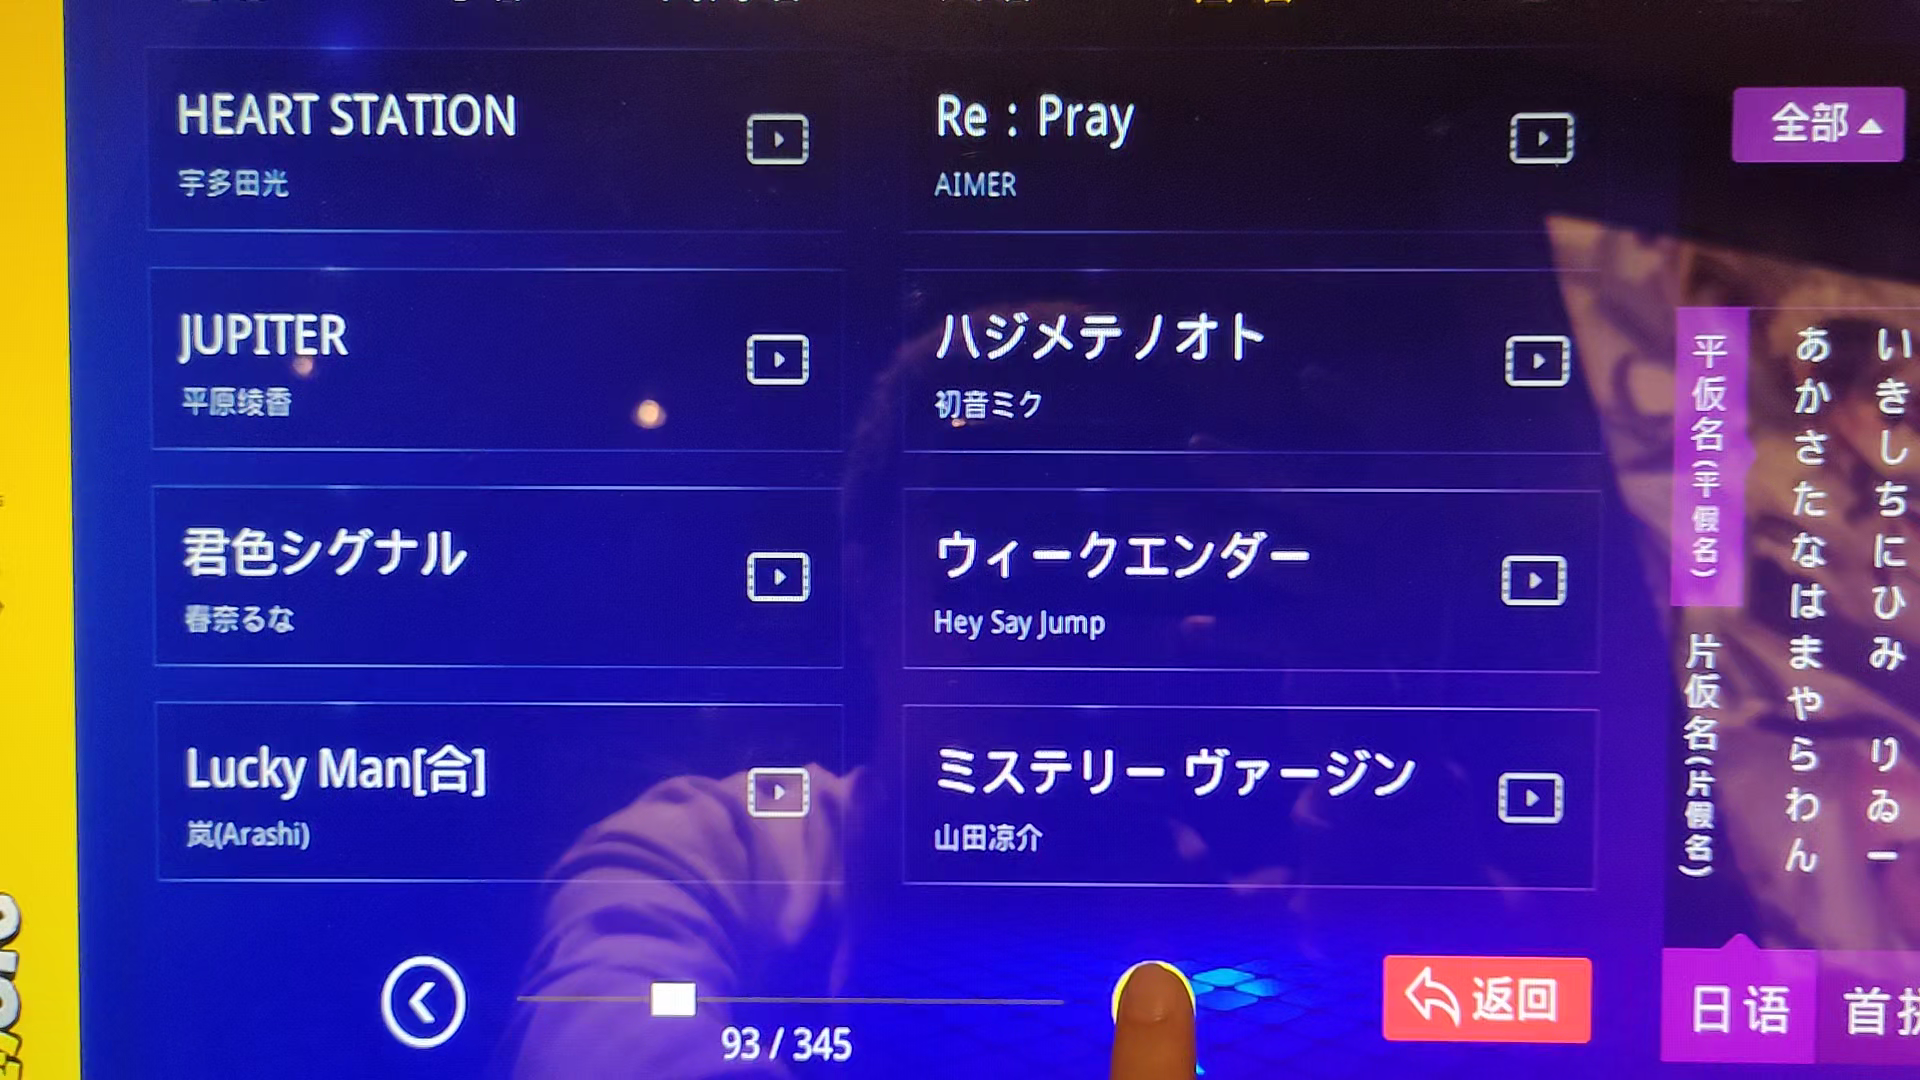 HEART STATION
宇多田光
Re：Pray
AIMER
全部
JUPITER
平原绫香
ハジメテノオト
初音ミク
君色シグナル
春奈るな
ウィークエンダー
Hey Say Jump
Lucky Man[合]
岚(Arashi)
ミステリー ヴァージン
山田凉介
平仮名(平假名)
片仮名(片假名)
あかさたなはまやらわん
いきしちにひみ りゐー
93 / 345
返回
日语
首